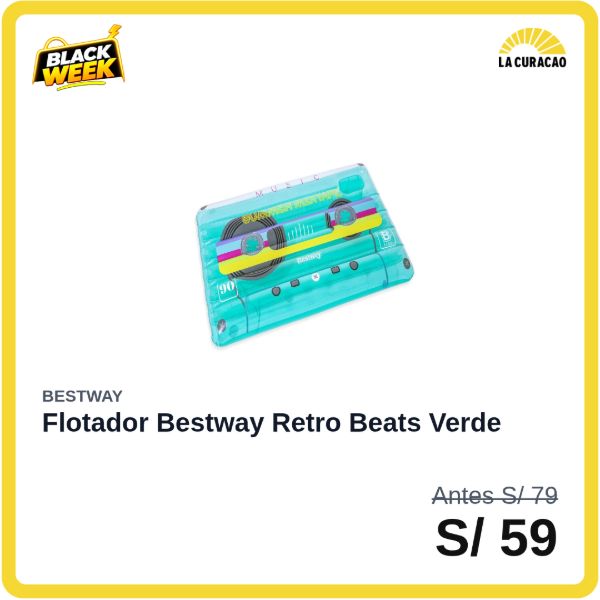 BLACK
WEEK
LA CURACAO
MUSIC
SUMMER MIXTAPE
Bestway
90
B
BESTWAY
Flotador Bestway Retro Beats Verde
Antes S/ 79
S/ 59